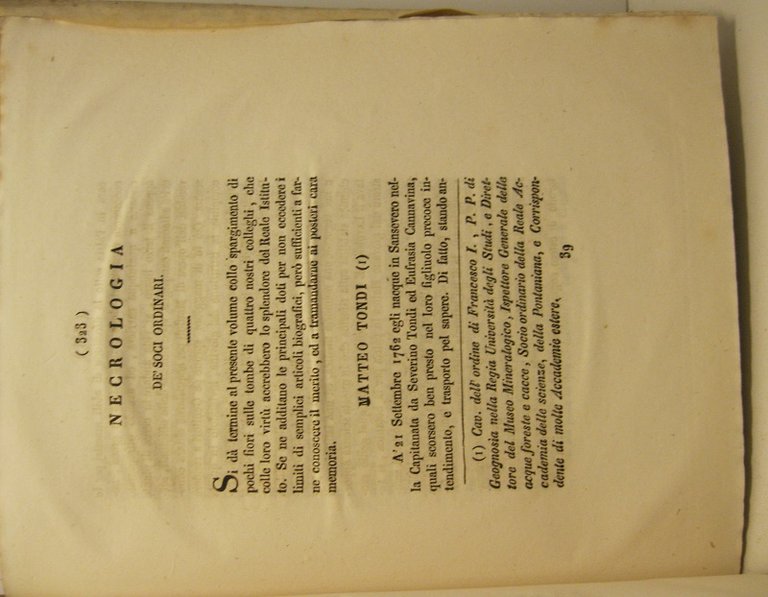 ( 323 )
NECROLOGIA
DE' SOCI ORDINARI.
Si dà termine al presente volume collo spargimento di
pochi fiori sulle tombe di quattro nostri colleghi, che
colle loro virtù accrebbero lo splendore del Reale Istitu-
to. Se ne additano le principali doti per non eccedere i
limiti di semplici articoli biografici, però sufficienti a far-
ne conoscere il merito, ed a tramandarne ai posteri cara
memoria.
MATTEO TONDI (1)
A' 21 Settembre 1762 egli nacque in Sansevero nel-
la Capitanata da Severino Tondi ed Eufrasia Cannavina,
quali scorsero ben presto nel loro figliuolo precoce in-
tendimento, e trasporto pel sapere. Di fatto, stando an-
(1) Cav. dell' ordine di Francesco I., P. P. di
Geognosia nella Regia Università degli Studi, e Diret-
tore del Museo Mineralogico, Ispettore Generale delle
acque foreste e cacce, Socio ordinario della Reale Ac-
cademia delle scienze, della Pontaniana, e Corrispon-
dente di molte Accademie estere.
39